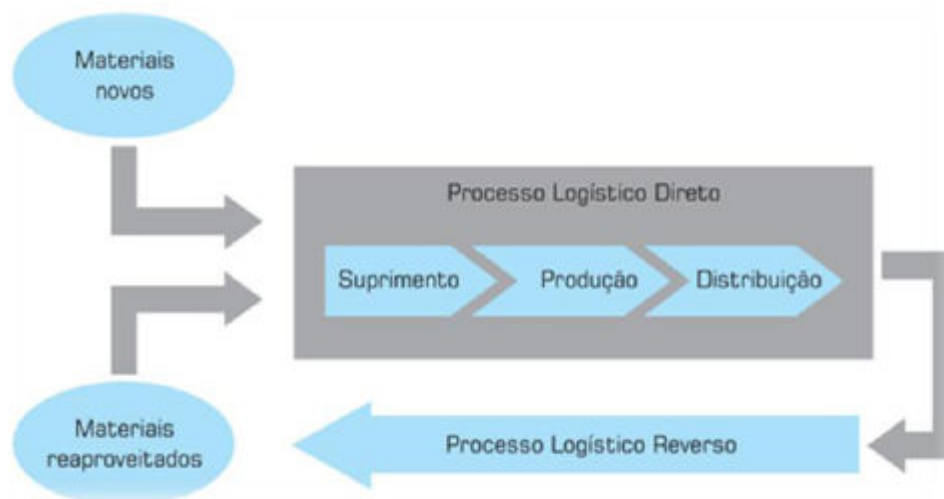 Materiais
novos
Processo Logístico Direto
Suprimento
Produção
Distribuição
Materiais
reaproveitados
Processo Logístico Reverso